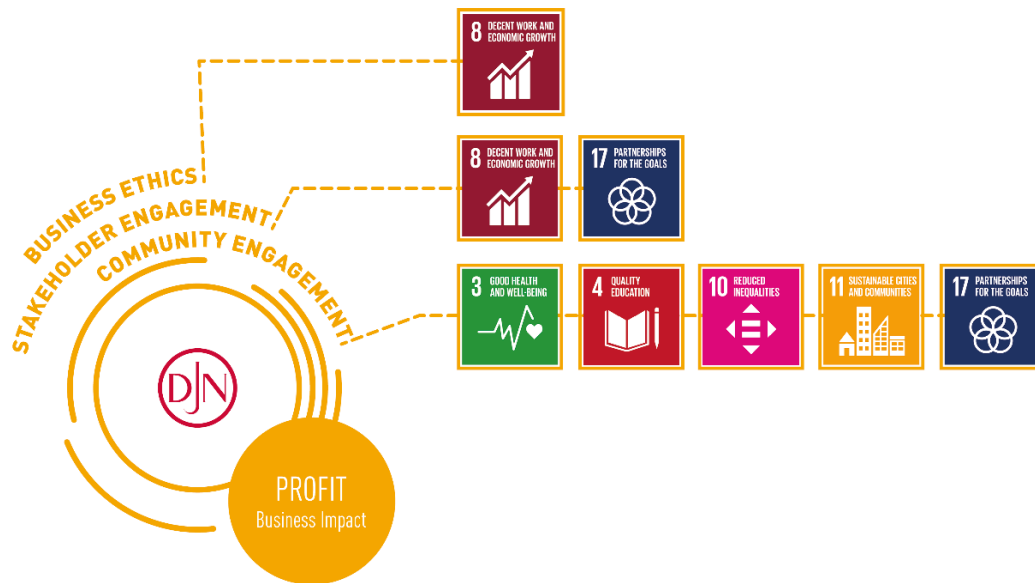 8 DECENT WORK AND
ECONOMIC GROWTH
BUSINESS ETHICS
8 DECENT WORK AND
ECONOMIC GROWTH
17 PARTNERSHIPS
FOR THE GOALS
STAKEHOLDER ENGAGEMENT
COMMUNITY ENGAGEMENT
3 GOOD HEALTH
AND WELL-BEING
4 QUALITY
EDUCATION
10 REDUCED
INEQUALITIES
11 SUSTAINABLE CITIES
AND COMMUNITIES
17 PARTNERSHIPS
FOR THE GOALS
DJN
PROFIT
Business Impact